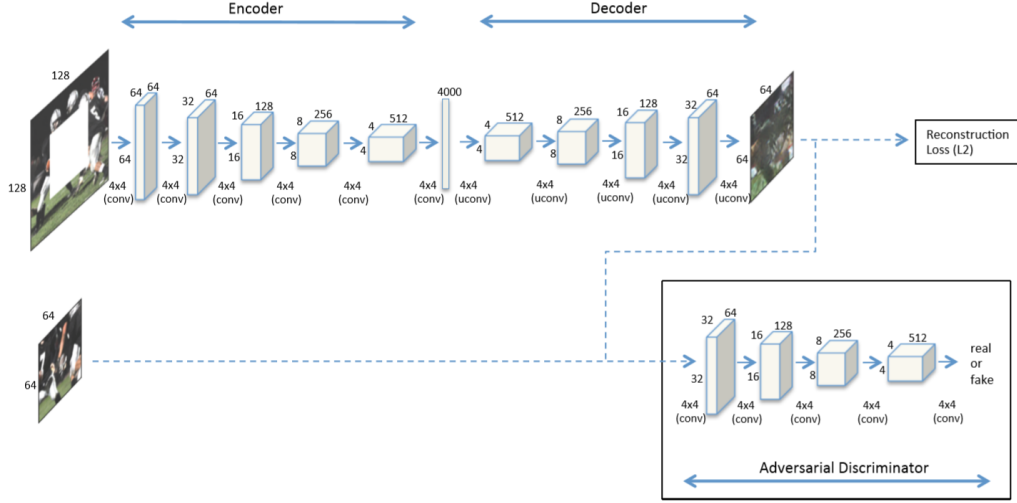 Encoder
Decoder
128
128
64 64
64
32 64
32
16 128
16
8 256
8
4 512
4
4000
4 512
4
8 256
8
16 128
16
32 64
32
64
64
4x4 4x4 4x4 4x4 4x4 4x4 4x4 4x4 4x4 4x4 4x4
(conv) (conv) (conv) (conv) (conv) (conv) (uconv) (uconv) (uconv) (uconv) (uconv)
Reconstruction
Loss (L2)
64
64
32 64
32
16 128
16
8 256
8
4 512
4
real
or
fake
4x4 4x4 4x4 4x4 4x4
(conv) (conv) (conv) (conv) (conv)
Adversarial Discriminator